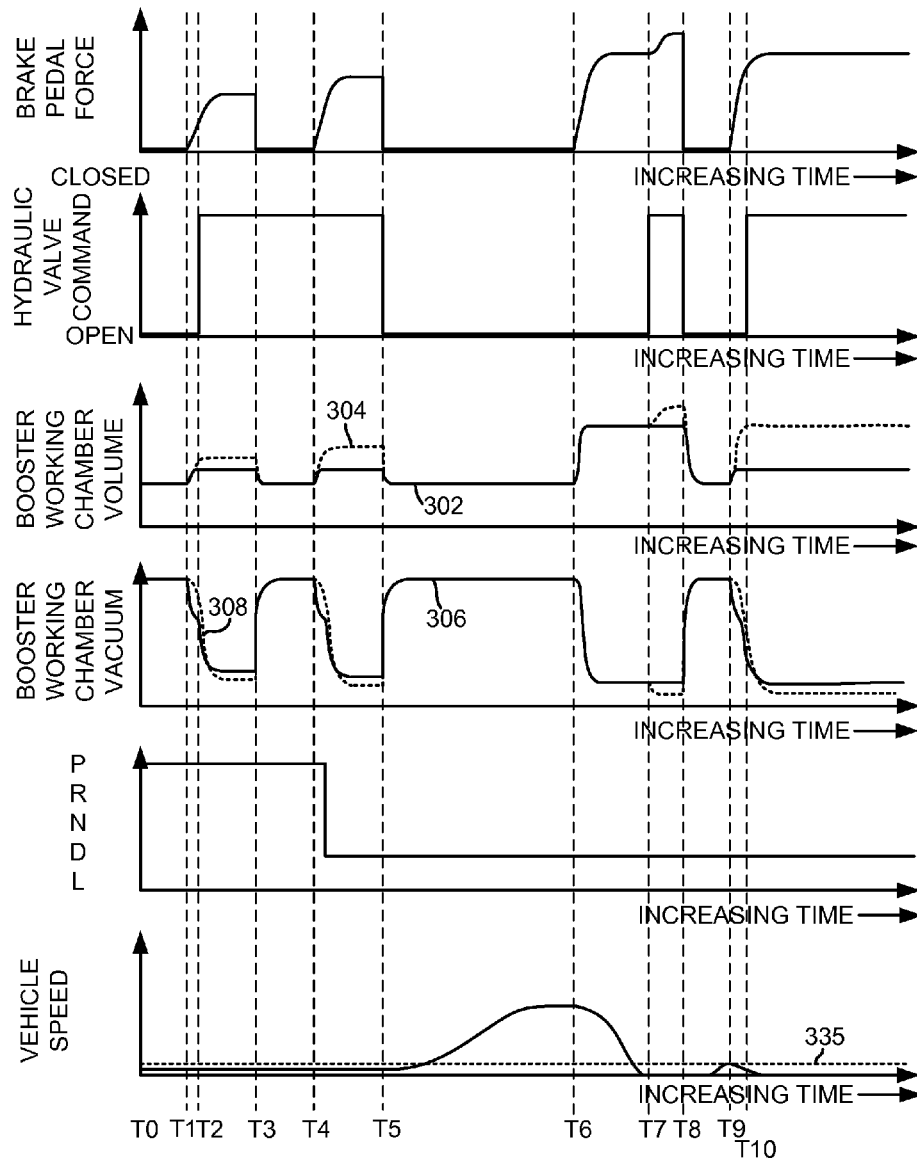 BRAKE
PEDAL
FORCE
CLOSED
INCREASING TIME
HYDRAULIC
VALVE
COMMAND
OPEN
INCREASING TIME
BOOSTER
WORKING
CHAMBER
VOLUME
304
302
INCREASING TIME
BOOSTER
WORKING
CHAMBER
VACUUM
308
306
INCREASING TIME
P
R
N
D
L
INCREASING TIME
VEHICLE
SPEED
335
INCREASING TIME
T0 T1 T2 T3 T4 T5 T6 T7 T8 T9
T10